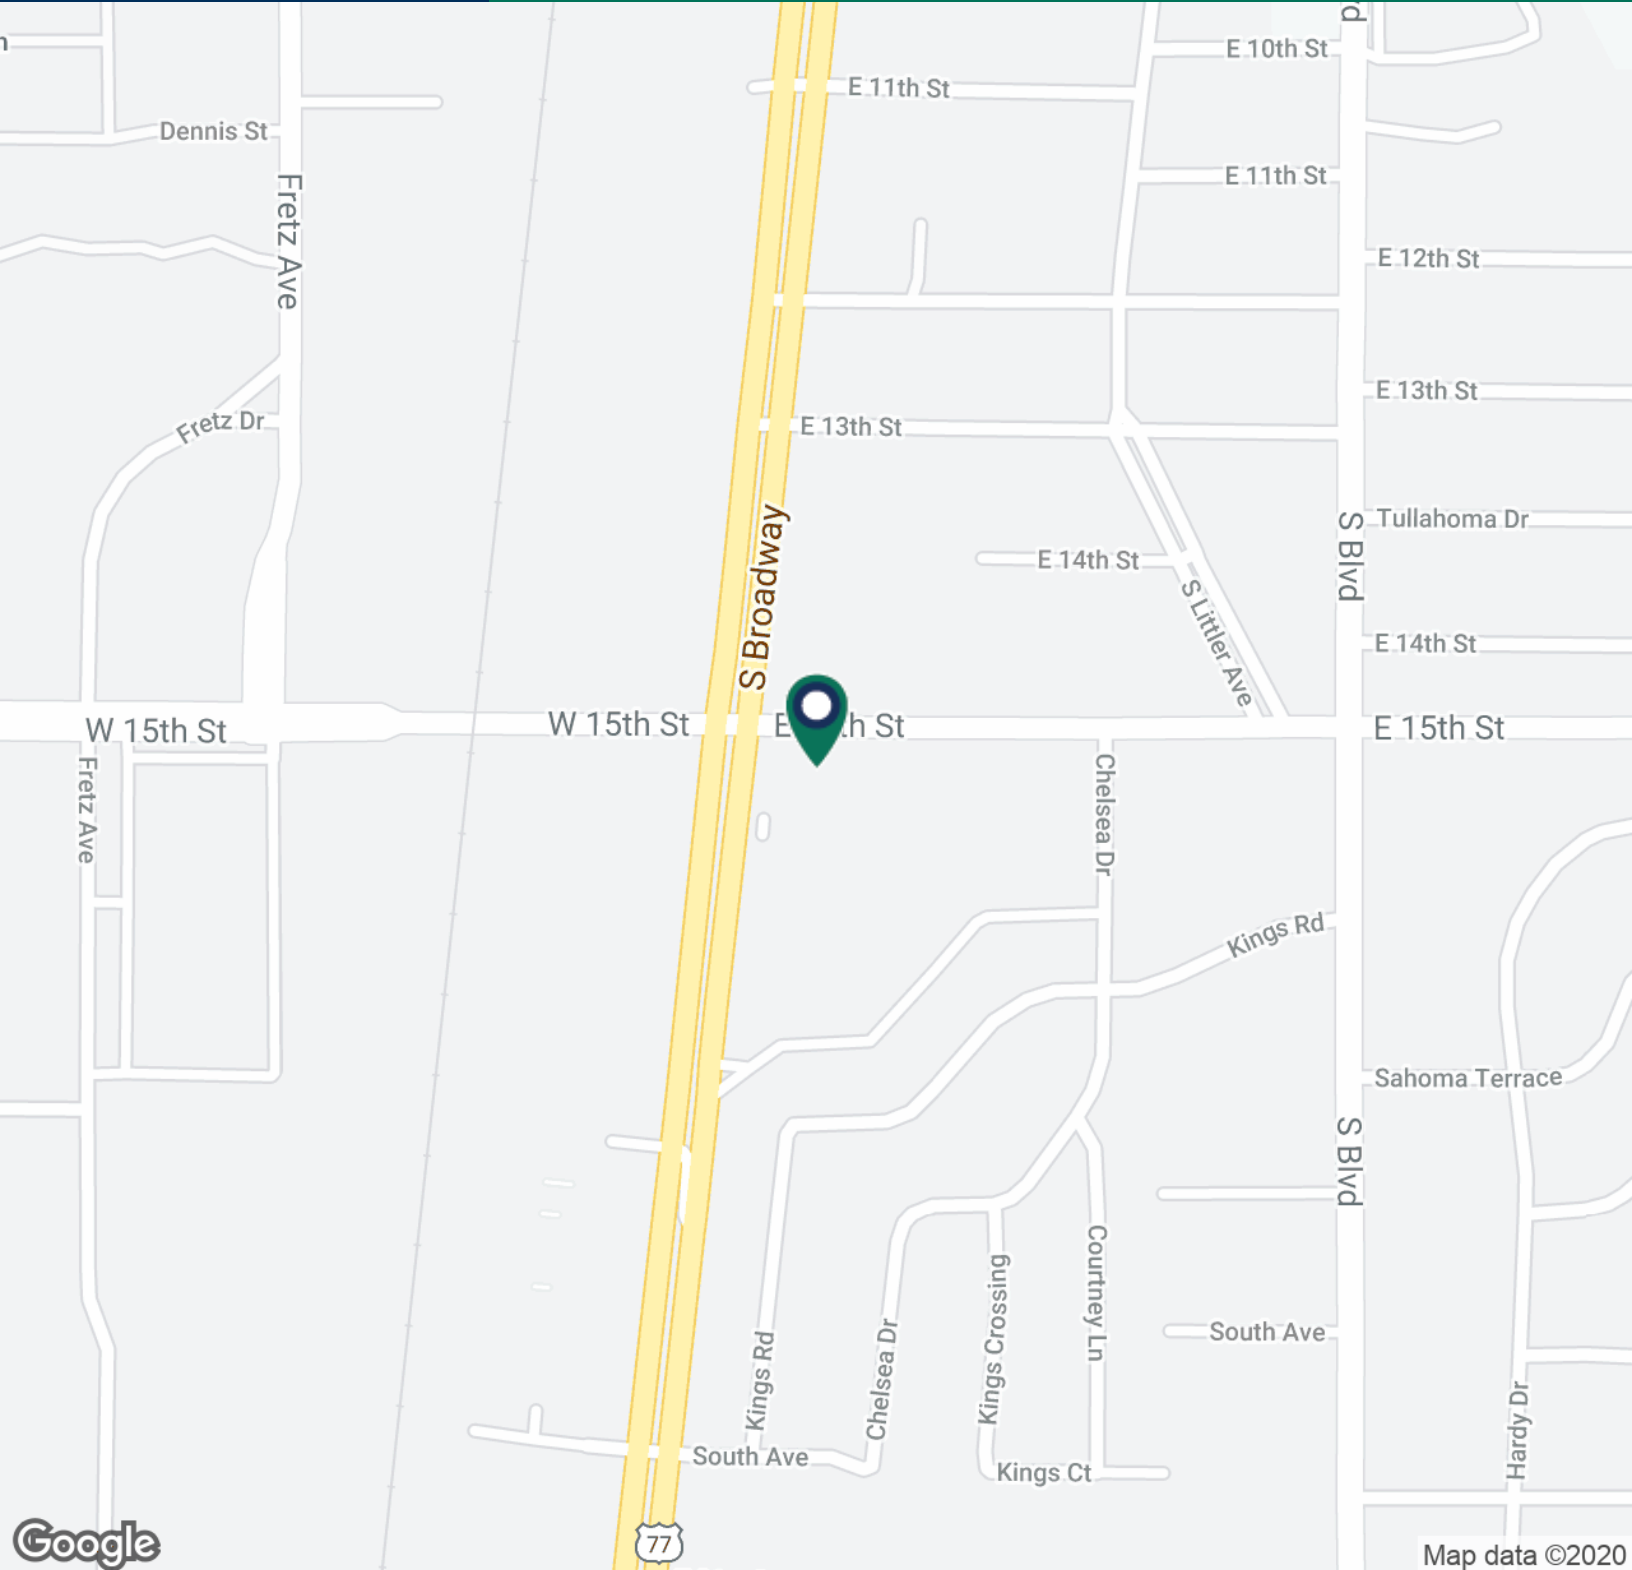 E 10th St
E 11th St
Dennis St
E 11th St
Fretz Ave
E 12th St
E 13th St
Fretz Dr
E 13th St
S Broadway
S Blvd
Tullahoma Dr
E 14th St
S Littler Ave
E 14th St
W 15th St
W 15th St
E 15th St
Fretz Ave
Chelsea Dr
Kings Rd
Sahoma Terrace
S Blvd
Courtney Ln
Kings Crossing
Chelsea Dr
Kings Rd
South Ave
Hardy Dr
South Ave
Kings Ct
77
Google
Map data ©2020